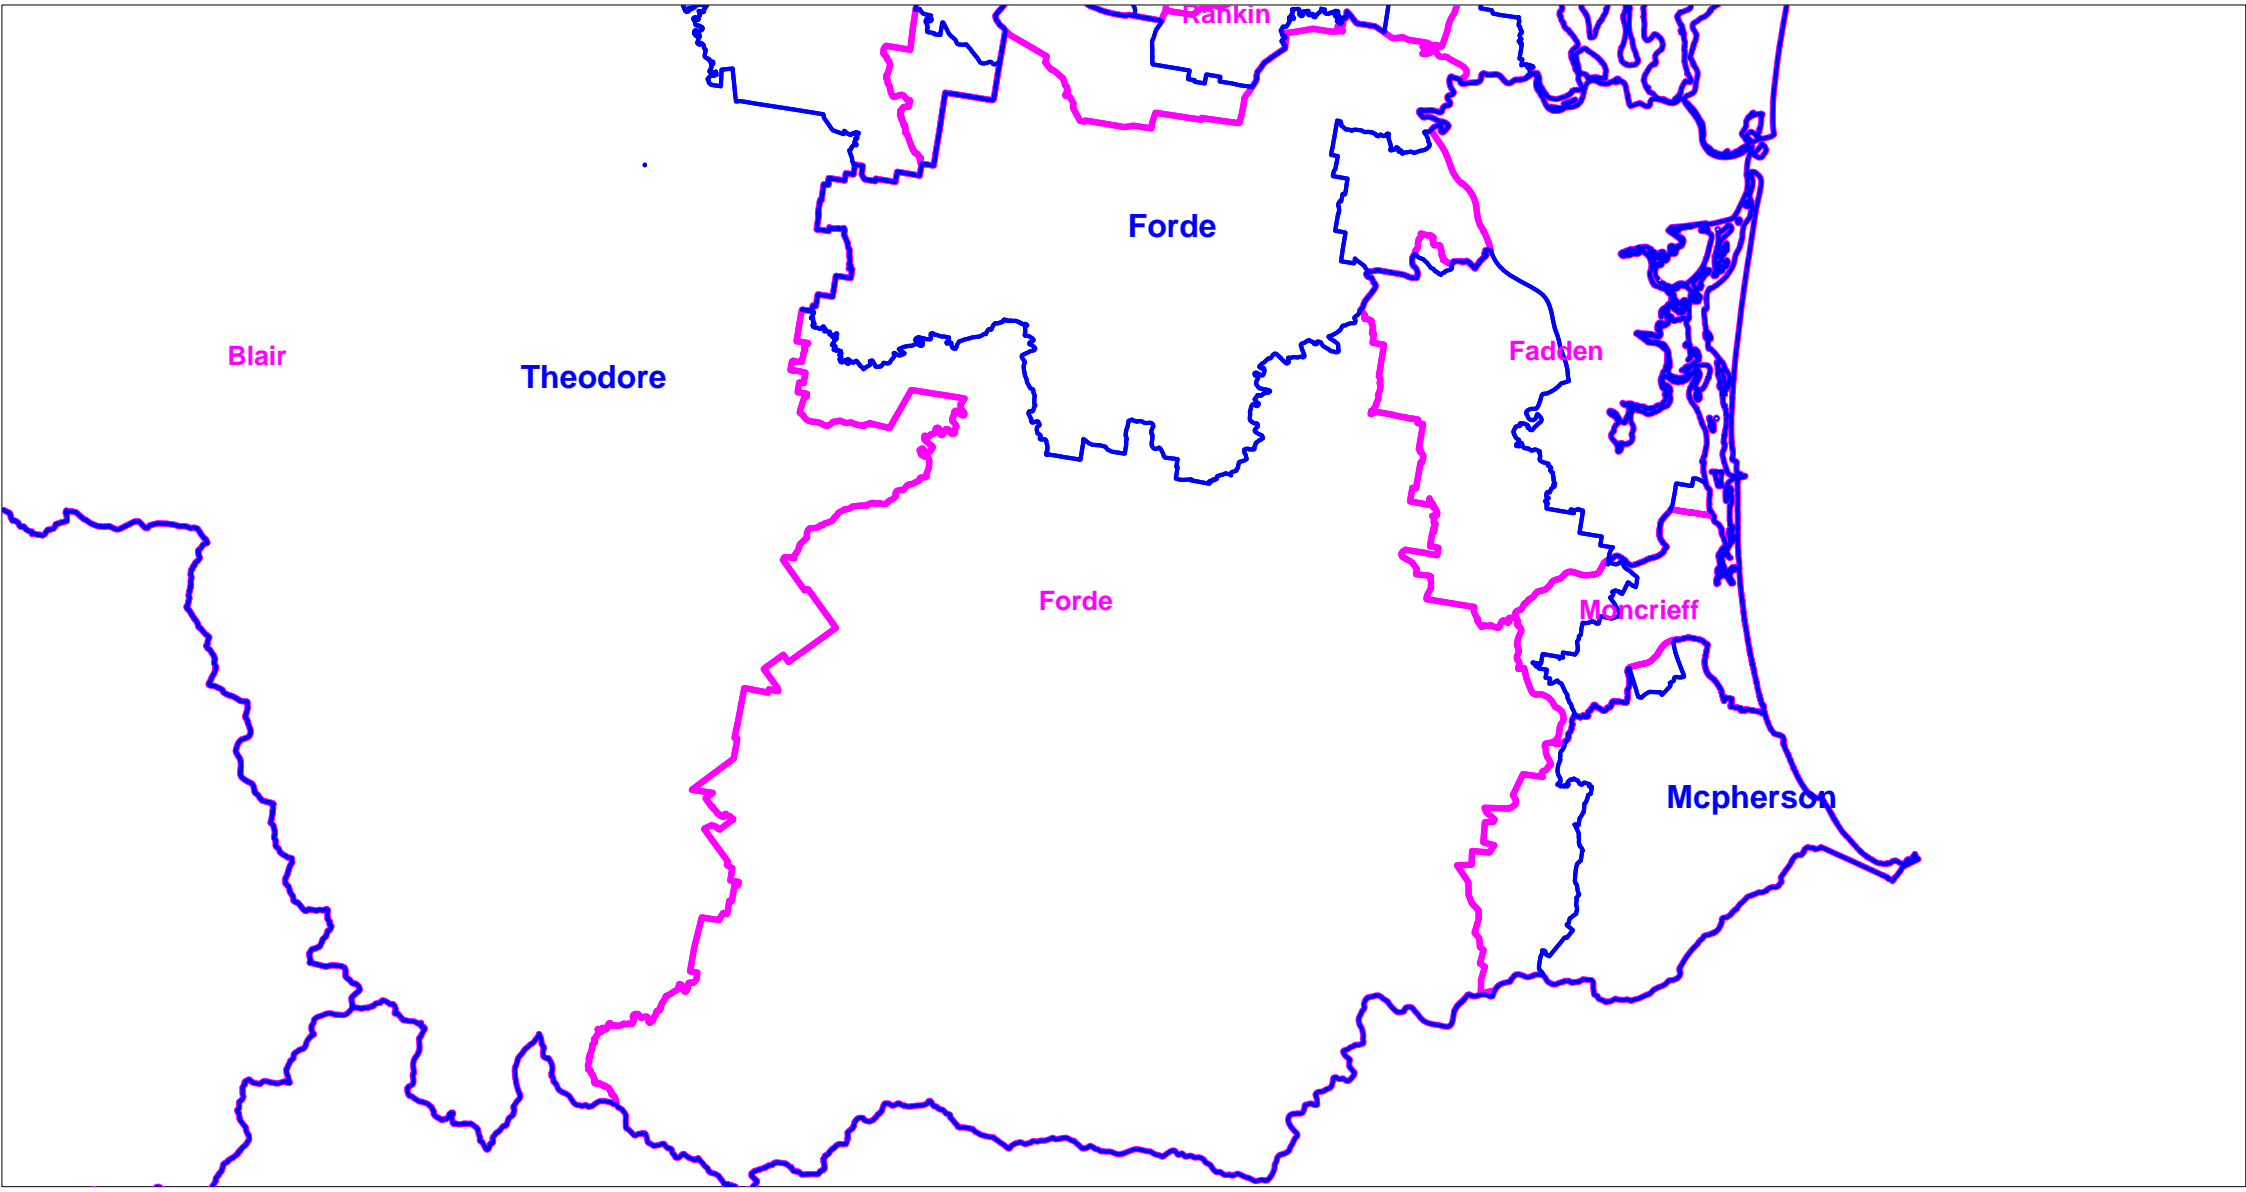 Rankin
Forde
Blair
Theodore
Fadden
Forde
Moncrieff
Mcpherson